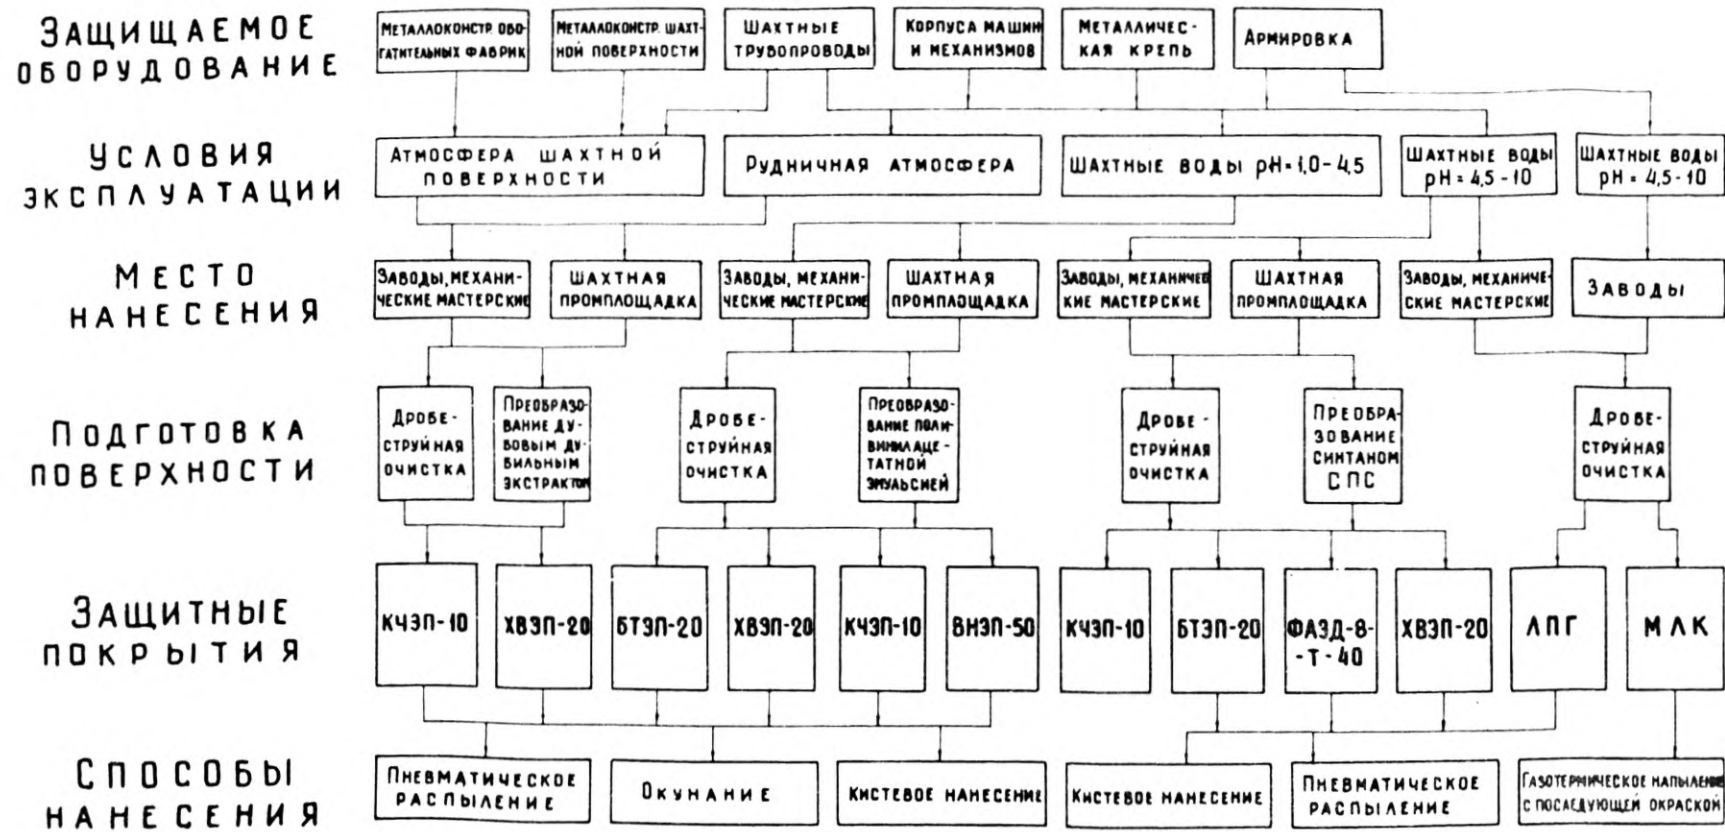 ЗАЩИЩАЕМОЕ
ОБОРУДОВАНИЕ
МЕТАЛЛОКОНСТР. ОБО-
ГАТИТЕЛЬНЫХ ФАБРИК
МЕТАЛЛОКОНСТР. ШАХТ-
НОЙ ПОВЕРХНОСТИ
ШАХТНЫЕ
ТРУБОПРОВОДЫ
КОРПУСА МАШИН
И МЕХАНИЗМОВ
МЕТАЛЛИЧЕС-
КАЯ КРЕПЬ
АРМИРОВКА
УСЛОВИЯ
ЭКСПЛУАТАЦИИ
АТМОСФЕРА ШАХТНОЙ
ПОВЕРХНОСТИ
РУДНИЧНАЯ АТМОСФЕРА
ШАХТНЫЕ ВОДЫ pH=1,0-4,5
ШАХТНЫЕ ВОДЫ
pH = 4,5-10
ШАХТНЫЕ ВОДЫ
pH = 4,5-10
МЕСТО
НАНЕСЕНИЯ
ЗАВОДЫ, МЕХАНИ-
ЧЕСКИЕ МАСТЕРСКИЕ
ШАХТНАЯ
ПРОМПЛОЩАДКА
ЗАВОДЫ, МЕХАНИ-
ЧЕСКИЕ МАСТЕРСКИЕ
ШАХТНАЯ
ПРОМПЛОЩАДКА
ЗАВОДЫ, МЕХАНИЧЕС
КИЕ МАСТЕРСКИЕ
ШАХТНАЯ
ПРОМПЛОЩАДКА
ЗАВОДЫ, МЕХАНИЧЕ-
СКИЕ МАСТЕРСКИЕ
ЗАВОДЫ
ПОДГОТОВКА
ПОВЕРХНОСТИ
ДРОБЕ-
СТРУЙНАЯ
ОЧИСТКА
ПРЕОБРАЗО-
ВАНИЕ ДУ-
БОВЫМ ДУ-
БИЛЬНЫМ
ЭКСТРАКТОМ
ДРОБЕ-
СТРУЙНАЯ
ОЧИСТКА
ПРЕОБРАЗО-
ВАНИЕ ПОЛИ-
ВИНИЛАЦЕ-
ТАТНОЙ
ЭМУЛЬСИЕЙ
ДРОБЕ-
СТРУЙНАЯ
ОЧИСТКА
ПРЕОБРА-
ЗОВАНИЕ
СИНТАНОМ
СПС
ДРОБЕ-
СТРУЙНАЯ
ОЧИСТКА
ЗАЩИТНЫЕ
ПОКРЫТИЯ
КЧЭП-10
ХВЭП-20
БТЭП-20
ХВЭП-20
КЧЭП-10
ВНЭП-50
КЧЭП-10
БТЭП-20
ФАЭД-8-
-Т-40
ХВЭП-20
ЛПГ
МЛК
СПОСОБЫ
НАНЕСЕНИЯ
ПНЕВМАТИЧЕСКОЕ
РАСПЫЛЕНИЕ
ОКУНАНИЕ
КИСТЕВОЕ НАНЕСЕНИЕ
КИСТЕВОЕ НАНЕСЕНИЕ
ПНЕВМАТИЧЕСКОЕ
РАСПЫЛЕНИЕ
ГАЗОТЕРМИЧЕСКОЕ НАПЫЛЕНИЕ
С ПОСЛЕДУЮЩЕЙ ОКРАСКОЙ